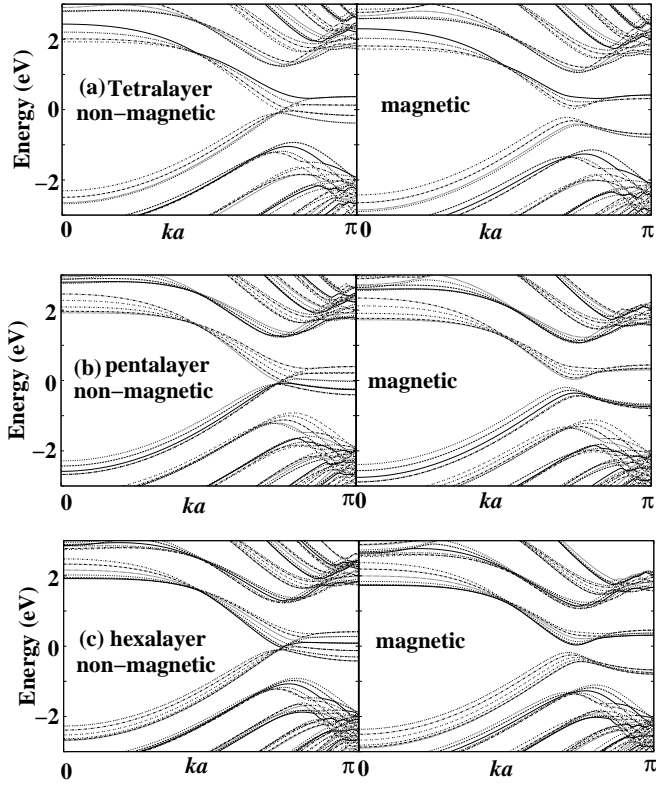 2
0
−2
Energy (eV)
(a) Tetralayer
non−magnetic
magnetic
0
ka
π
0
ka
π
2
0
−2
Energy (eV)
(b) pentalayer
non−magnetic
magnetic
0
ka
π
0
ka
π
2
0
−2
Energy (eV)
(c) hexalayer
non−magnetic
magnetic
0
ka
π
0
ka
π